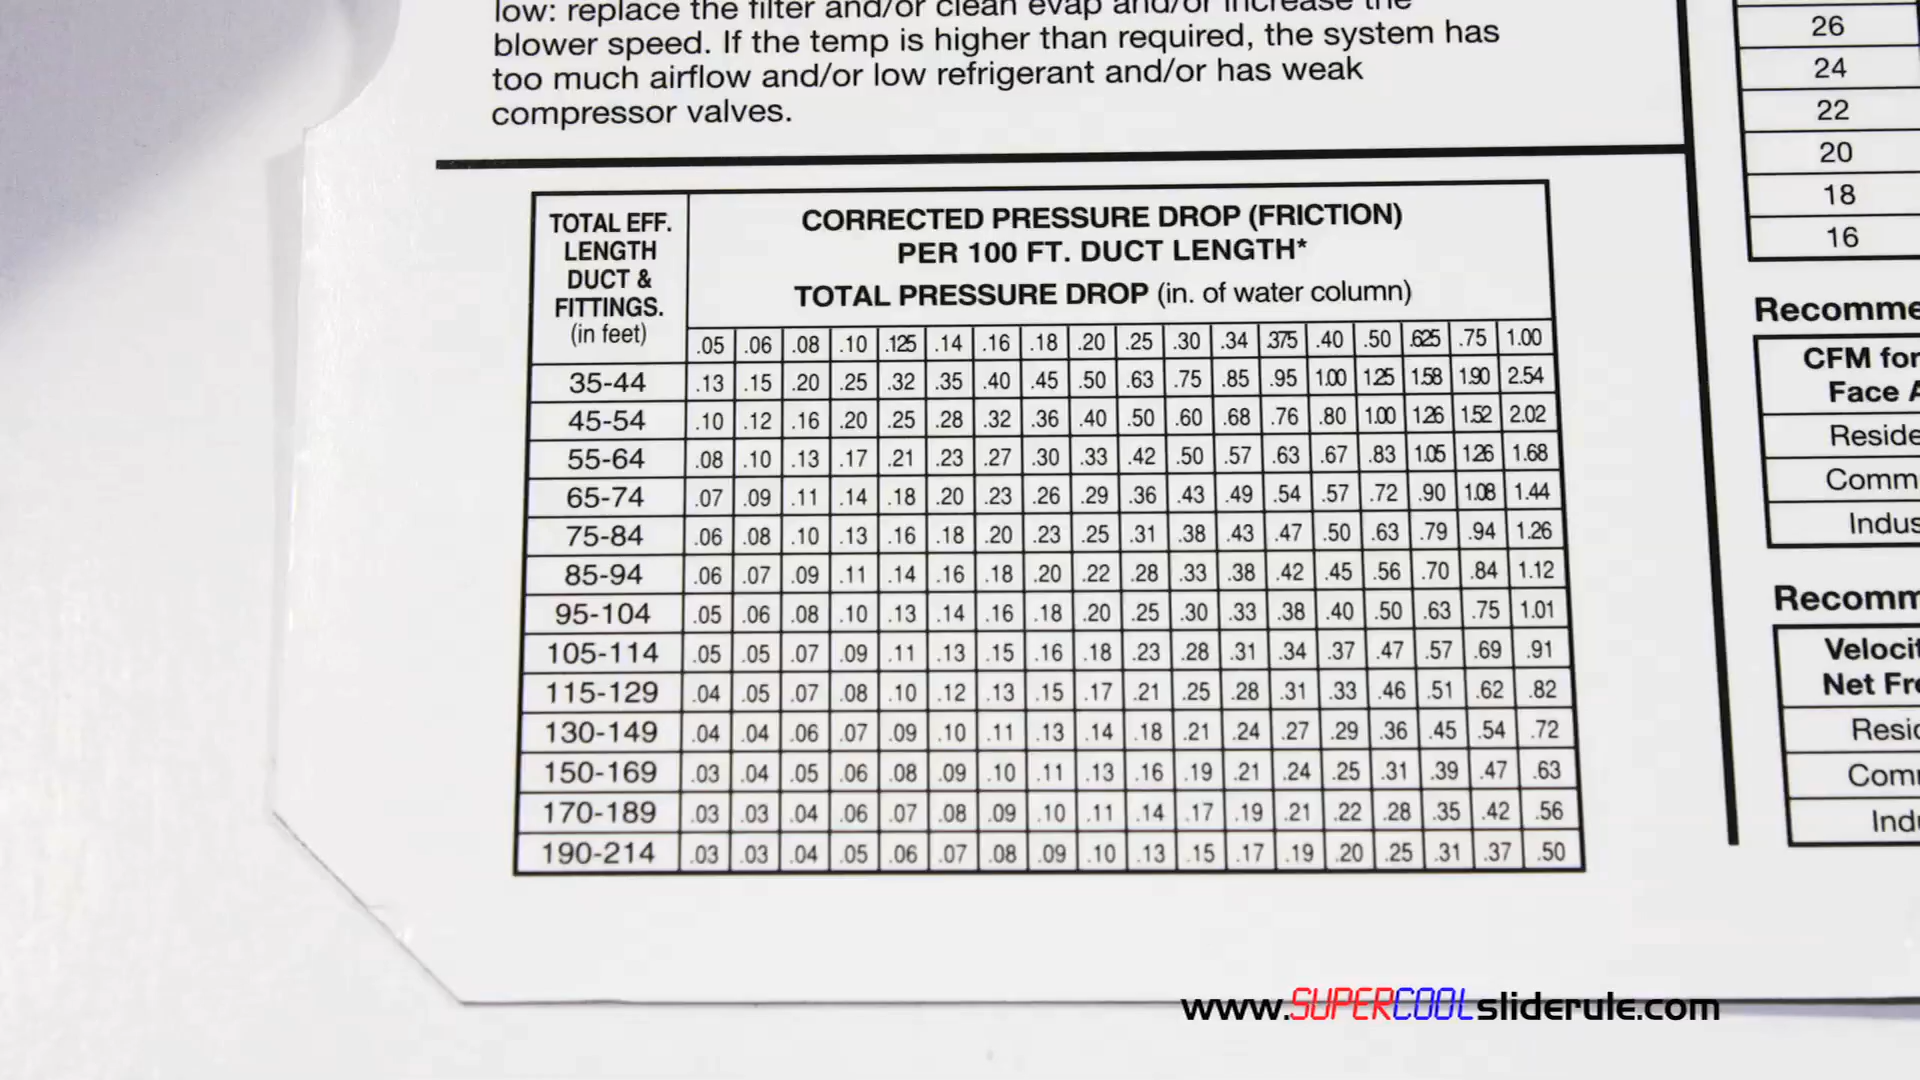 low: replace the filter and/or clean evap and/or increase the
blower speed. If the temp is higher than required, the system has
too much airflow and/or low refrigerant and/or has weak
compressor valves.
TOTAL EFF.
LENGTH
DUCT &
FITTINGS.
(in feet)
CORRECTED PRESSURE DROP (FRICTION)
PER 100 FT. DUCT LENGTH*
TOTAL PRESSURE DROP (in. of water column)
.05 .06 .08 .10 .125 .14 .16 .18 .20 .25 .30 .34 .375 .40 .50 .625 .75 1.00
35-44 .13 .15 .20 .25 .32 .35 .40 .45 .50 .63 .75 .85 .95 1.00 1.25 1.58 1.90 2.54
45-54 .10 .12 .16 .20 .25 .28 .32 .36 .40 .50 .60 .68 .76 .80 1.00 1.26 1.52 2.02
55-64 .08 .10 .13 .17 .21 .23 .27 .30 .33 .42 .50 .57 .63 .67 .83 1.05 1.26 1.68
65-74 .07 .09 .11 .14 .18 .20 .23 .26 .29 .36 .43 .49 .54 .57 .72 .90 1.08 1.44
75-84 .06 .08 .10 .13 .16 .18 .20 .23 .25 .31 .38 .43 .47 .50 .63 .79 .94 1.26
85-94 .06 .07 .09 .11 .14 .16 .18 .20 .22 .28 .33 .38 .42 .45 .56 .70 .84 1.12
95-104 .05 .06 .08 .10 .13 .14 .16 .18 .20 .25 .30 .33 .38 .40 .50 .63 .75 1.01
105-114 .05 .05 .07 .09 .11 .13 .15 .16 .18 .23 .28 .31 .34 .37 .47 .57 .69 .91
115-129 .04 .05 .07 .08 .10 .12 .13 .15 .17 .21 .25 .28 .31 .33 .46 .51 .62 .82
130-149 .04 .04 .06 .07 .09 .10 .11 .13 .14 .18 .21 .24 .27 .29 .36 .45 .54 .72
150-169 .03 .04 .05 .06 .08 .09 .10 .11 .13 .16 .19 .21 .24 .25 .31 .39 .47 .63
170-189 .03 .03 .04 .06 .07 .08 .09 .10 .11 .14 .17 .19 .21 .22 .28 .35 .42 .56
190-214 .03 .03 .04 .05 .06 .07 .08 .09 .10 .13 .15 .17 .19 .20 .25 .31 .37 .50
26
24
22
20
18
16
CFM for
Face
Velocity
Net
www.SUPERCOOLsliderule.com